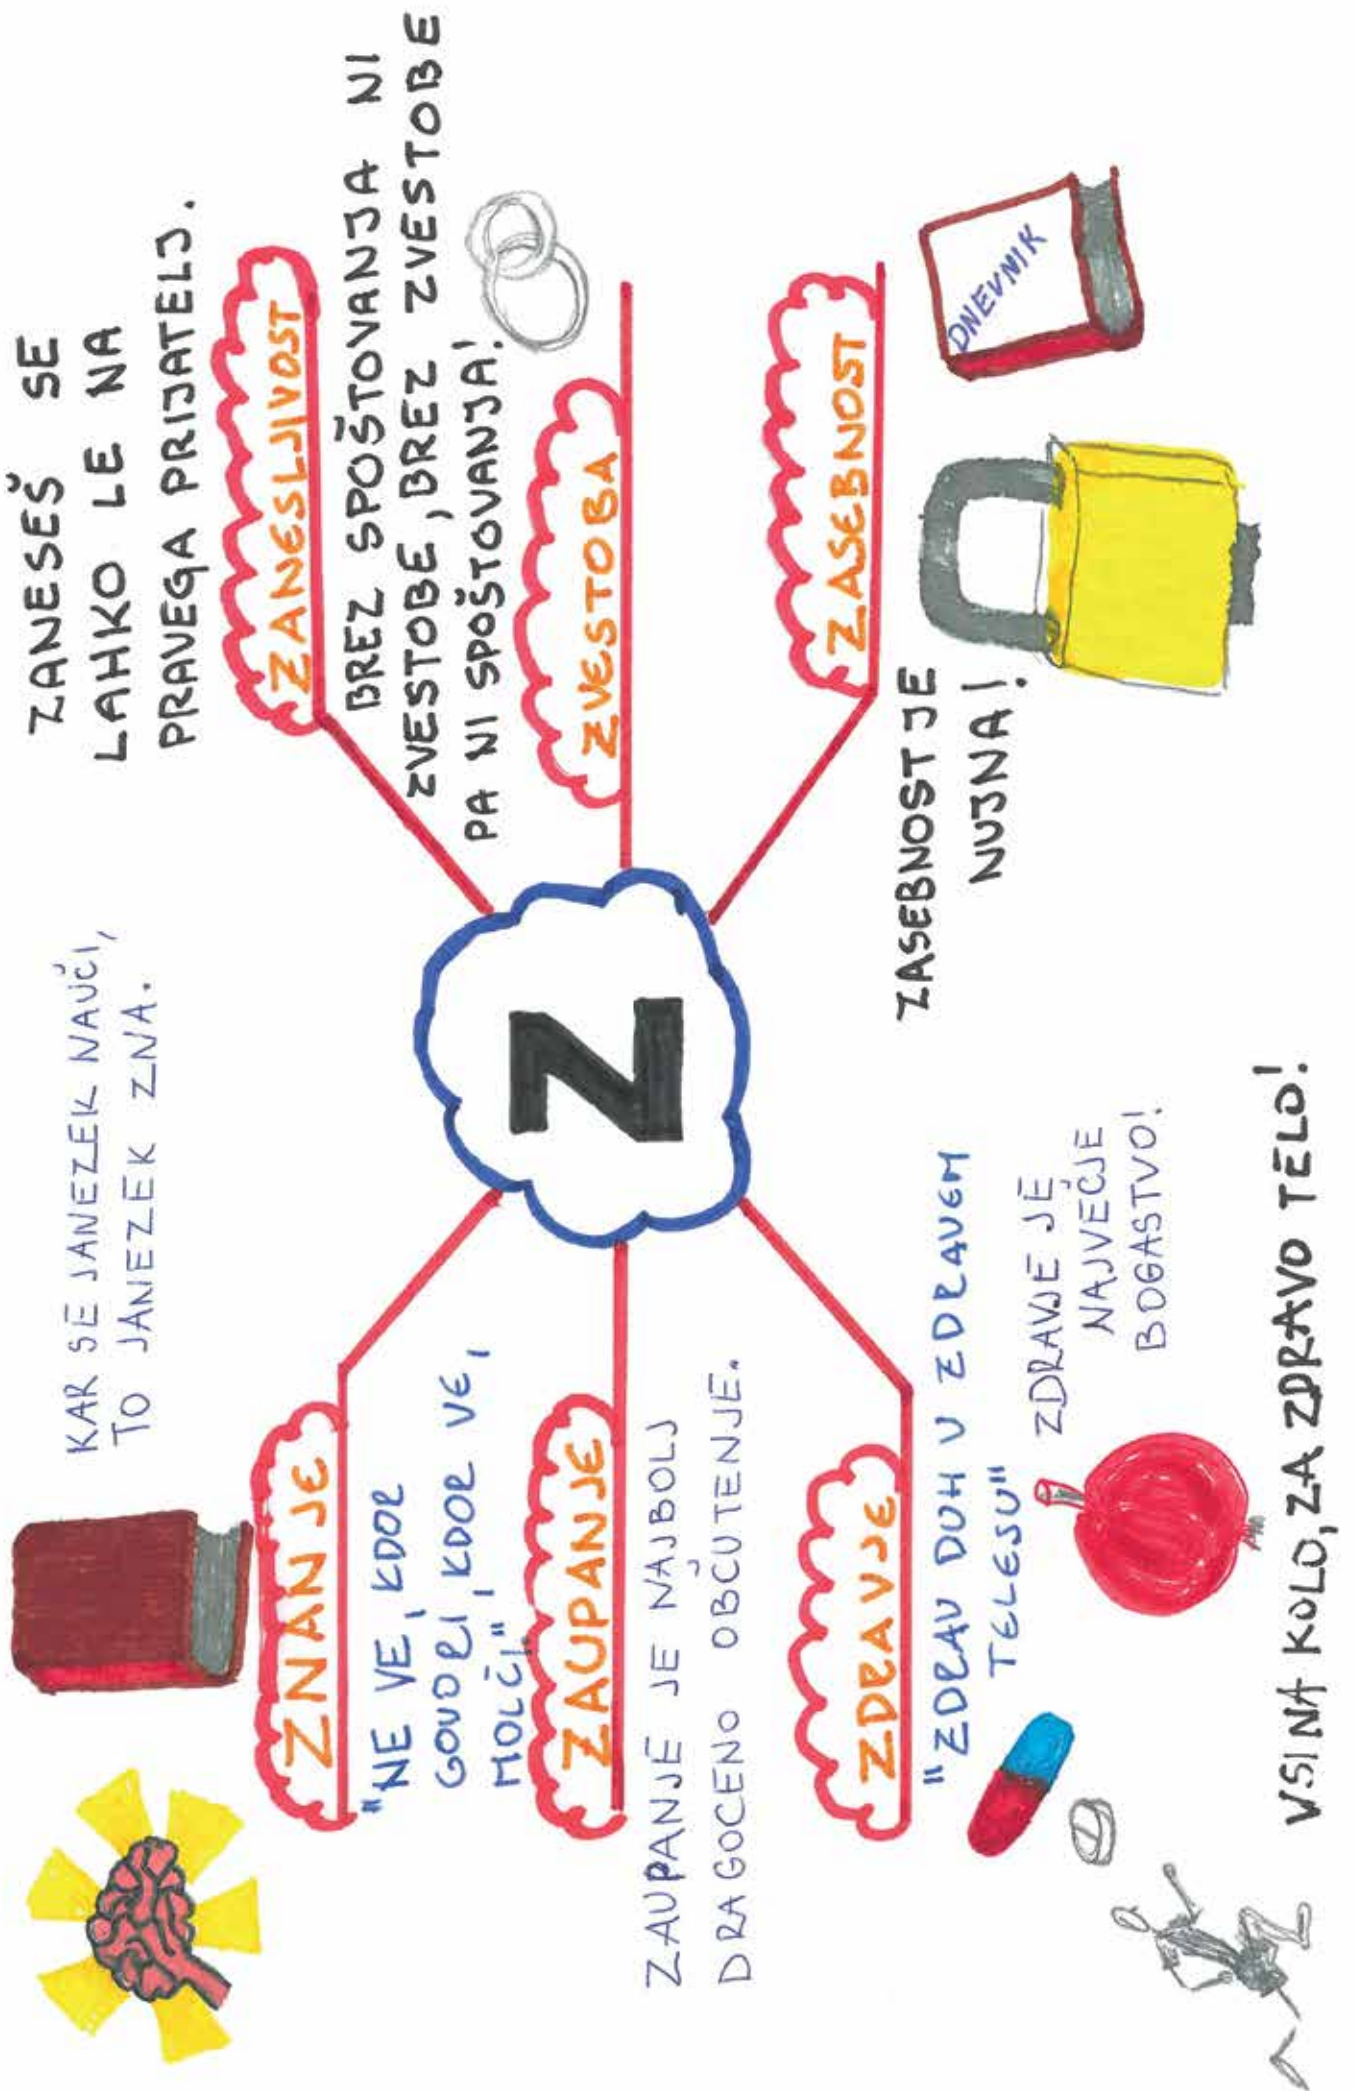 KAR SE JANEZEK NAUČI,
TO JANEZEK ZNA.
ZNANJE
"NE VE, KDOR
GOVORI, KDOR VE,
MOLČI"
ZAUPANJE
ZAUPANJE JE NAJBOLJ
DRAGOCENO OBČUTENJE.
ZDRAVJE
"ZDRAV DUH V ZDRAVEM
TELESU"
ZDRAVJE JE
NAJVEČJE
BOGASTVO!
VSI NA KOLO, ZA ZDRAVO TELO!
Z
ZANESEŠ SE
LAHKO LE NA
PRAVEGA PRIJATELJ.
ZANESLJIVOST
BREZ SPOŠTOVANJA NI
ZVESTOBE, BREZ ZVESTOBE
PA NI SPOŠTOVANJA!
ZVESTOBA
ZASEBNOST
ZASEBNOST JE
NUJNA!
DNEVNIK